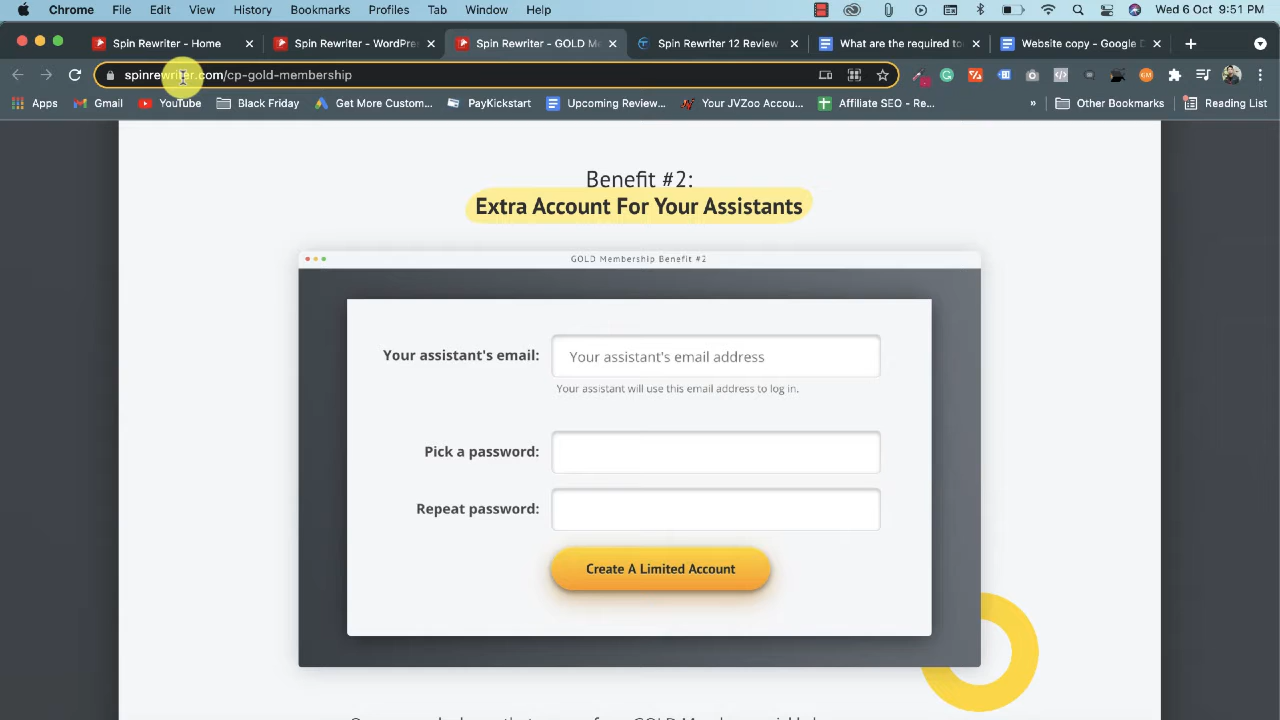 Chrome File Edit View History Bookmarks Profiles Tab Window Help Wed 6 Oct 9:51 PM
Spin Rewriter - Home Spin Rewriter - WordPre Spin Rewriter - GOLD M Spin Rewriter 12 Review What are the required to Website copy - Google D
spinrewriter.com/cp-gold-membership
Apps Gmail YouTube Black Friday Get More Custom... PayKickstart Upcoming Review... Your JVZoo Accou... Affiliate SEO - Re... » Other Bookmarks Reading List
Benefit #2:
Extra Account For Your Assistants
GOLD Membership Benefit #2
Your assistant's email: Your assistant's email address
Your assistant will use this email address to log in.
Pick a password:
Repeat password:
Create A Limited Account